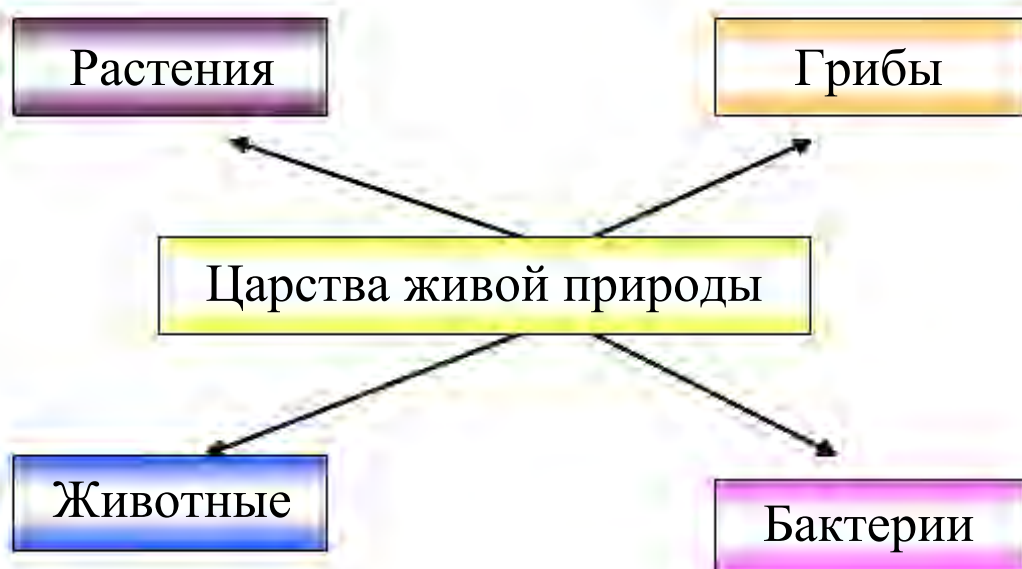 Растения
Грибы
Царства живой природы
Животные
Бактерии